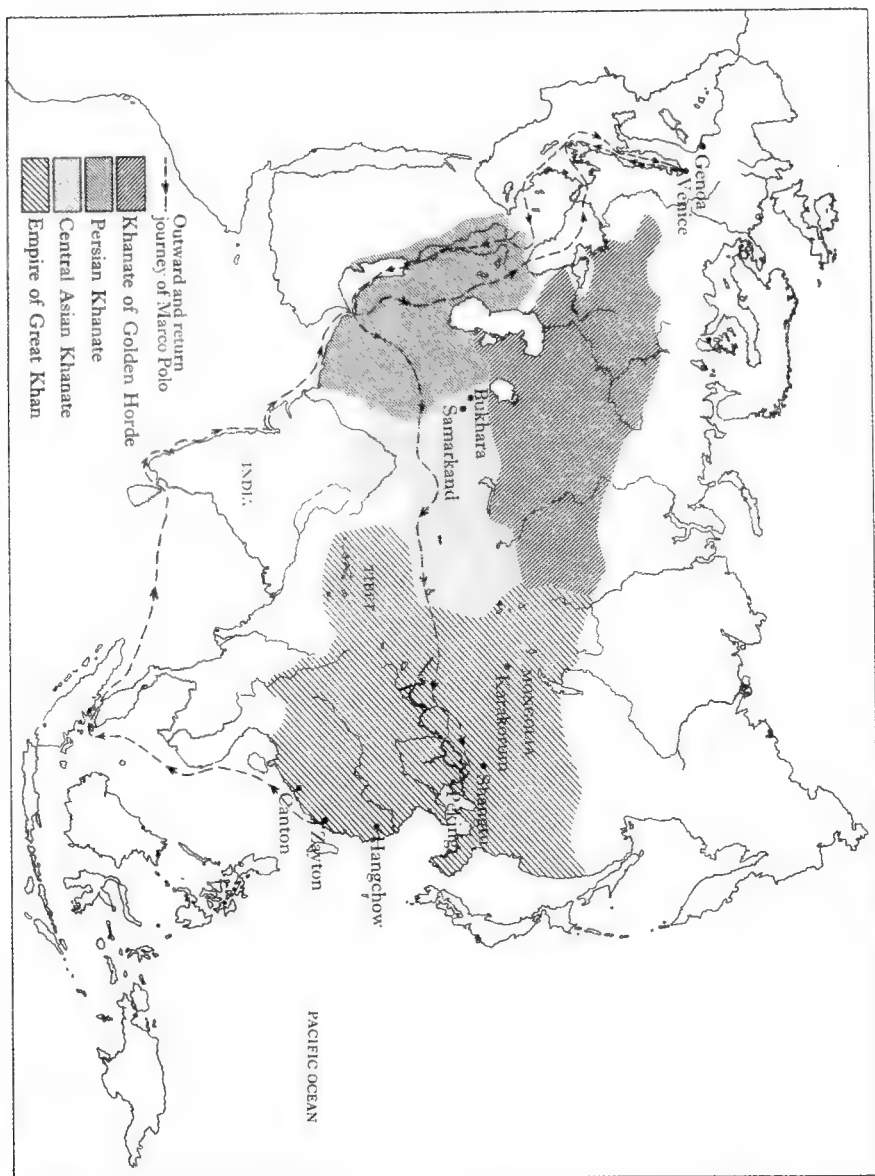 Genoa
Venice
Bukhara
Samarkand
MONGOLIA
Karakorum
Shangtu
Peking
TIBET
Hangchow
Zayton
Canton
INDIA
PACIFIC OCEAN
Outward and return
journey of Marco Polo
Khanate of Golden Horde
Persian Khanate
Central Asian Khanate
Empire of Great Khan